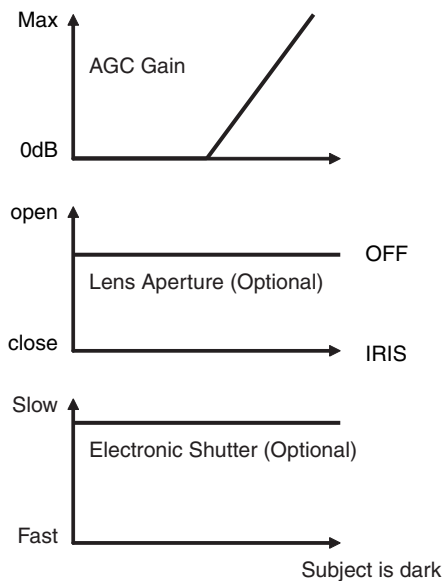 Max
AGC Gain
0dB
open
OFF
Lens Aperture (Optional)
close
IRIS
Slow
Electronic Shutter (Optional)
Fast
Subject is dark